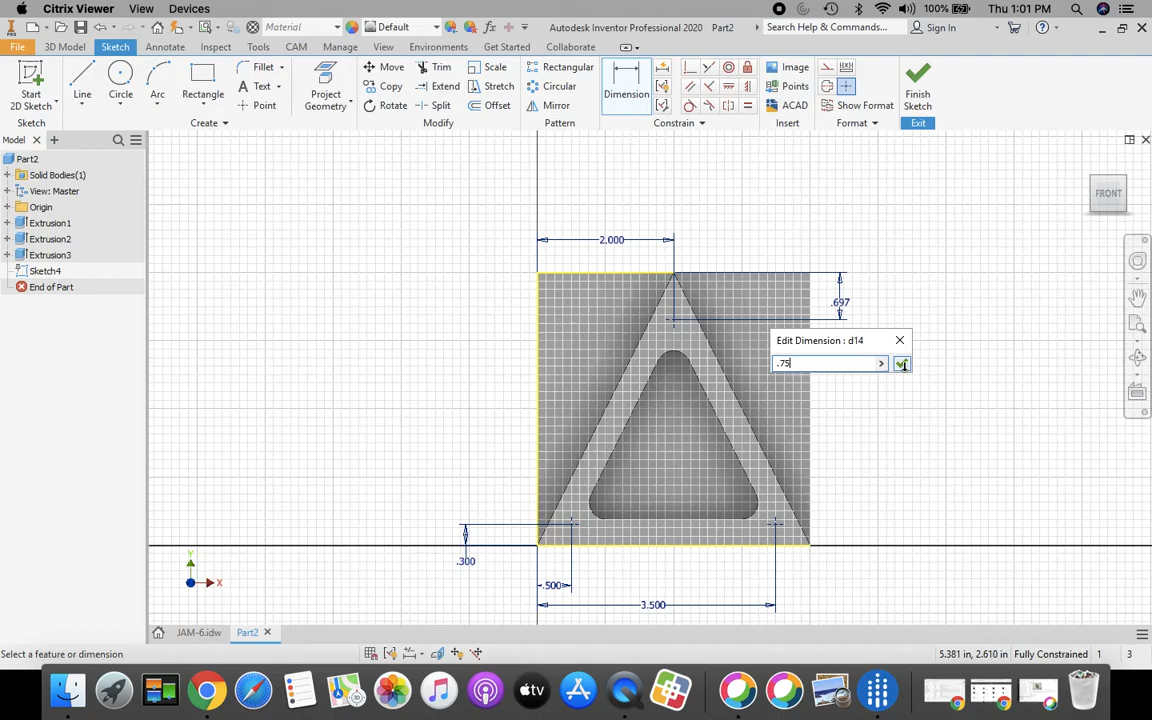 Citrix Viewer View Devices 100% Thu 1:01 PM
Material Default Autodesk Inventor Professional 2020 Part2 Search Help & Commands... Sign In
File 3D Model Sketch Annotate Inspect Tools CAM Manage View Environments Get Started Collaborate
Start 2D Sketch
Line
Circle
Arc
Rectangle
Fillet
Text
Point
Project Geometry
Move Trim Scale
Copy Extend Stretch
Rotate Split Offset
Rectangular
Circular
Mirror
Dimension
Image
Points
ACAD
Show Format
Finish Sketch
Sketch Create Modify Pattern Constrain Insert Format Exit
Model
Part2
Solid Bodies(1)
View: Master
Origin
Extrusion1
Extrusion2
Extrusion3
Sketch4
End of Part
FRONT
2.000
.697
Edit Dimension : d14
.75
.300
.500
3.500
Y
X
JAM-6.idw Part2
Select a feature or dimension 5.381 in, 2.610 in Fully Constrained 1 3
tv